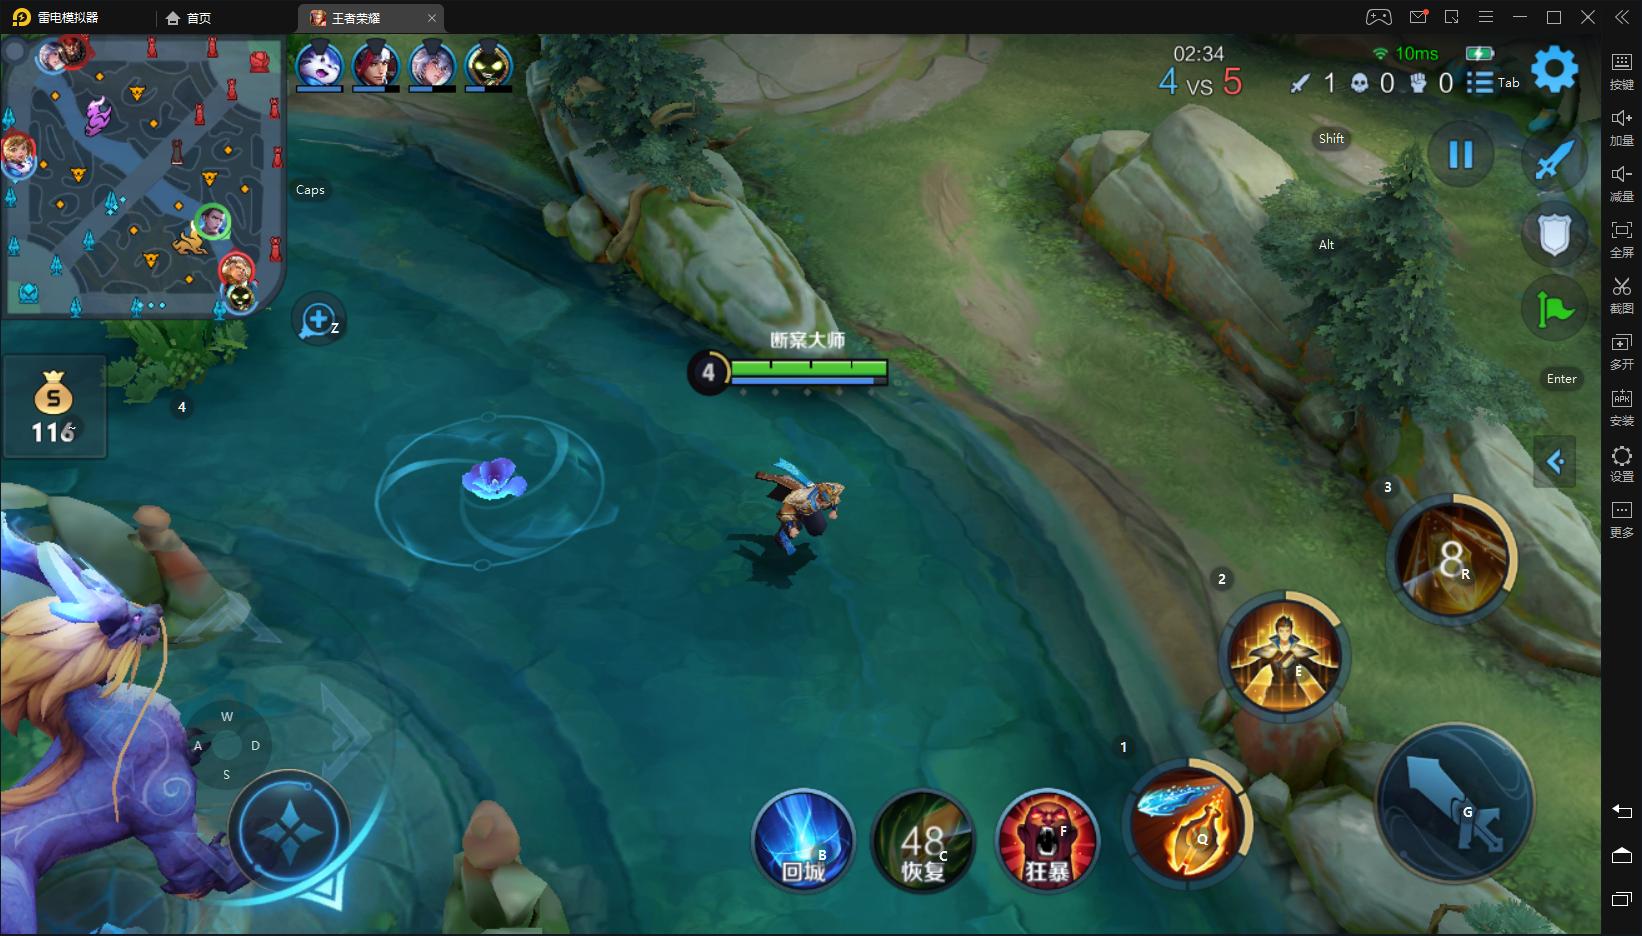 雷电模拟器
首页
王者荣耀
02:34
4 vs 5
10ms
1 0 0 Tab
Shift
Caps
Alt
Z
Enter
断案大师
4
116
4
3
8 R
2
E
1
Q
G
W
A D
S
B
回城
48 C
恢复
F
狂暴
按键
加量
减量
全屏
截图
多开
APK
安装
设置
更多